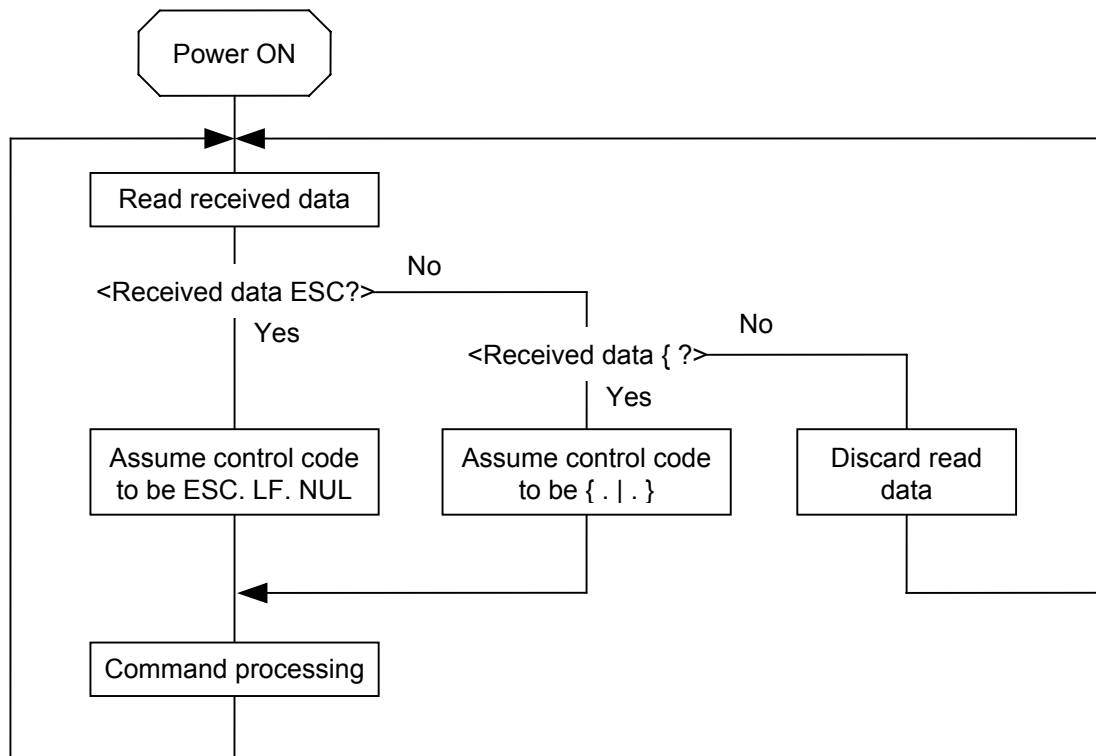 Power ON
Read received data
<Received data ESC?>
No
Yes
<Received data { ?>
No
Yes
Assume control code
to be ESC. LF. NUL
Assume control code
to be { . | . }
Discard read
data
Command processing